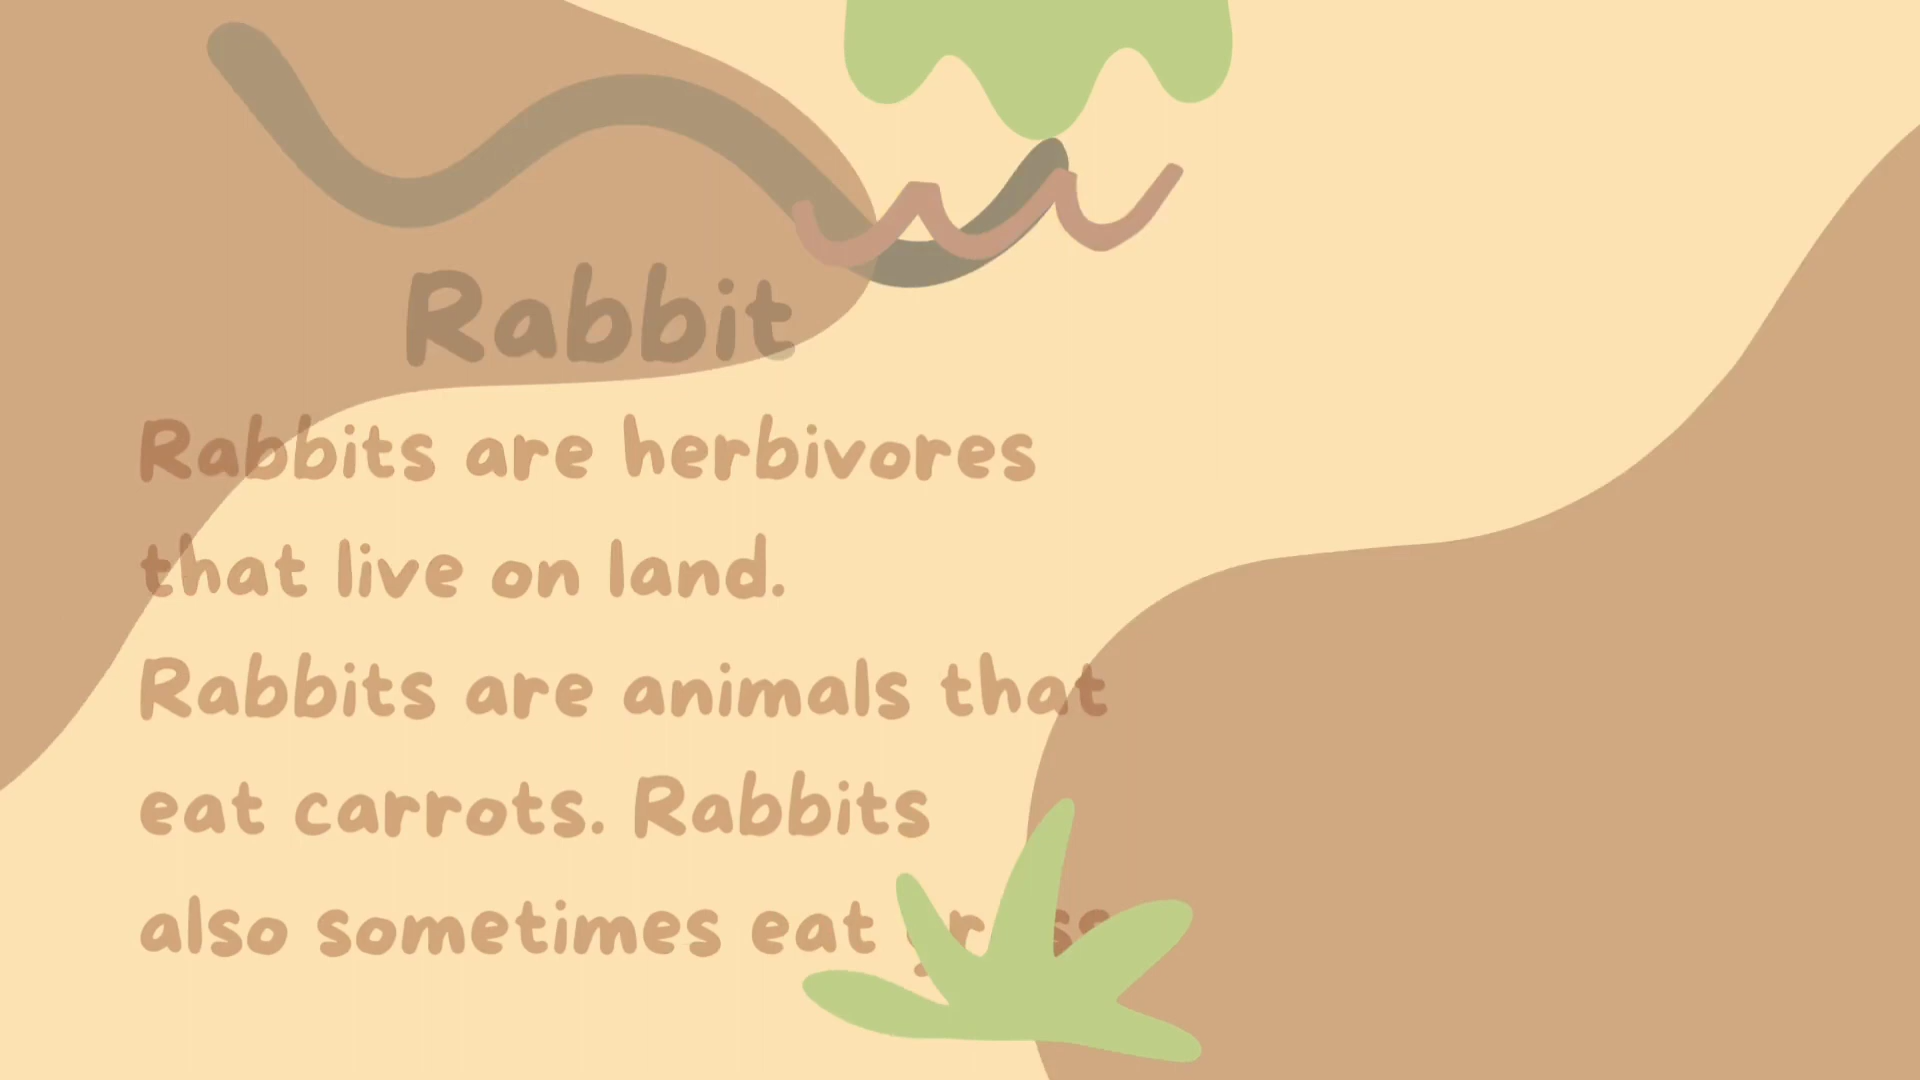 Rabbit
Rabbits are herbivores
that live on land.
Rabbits are animals that
eat carrots. Rabbits
also sometimes eat